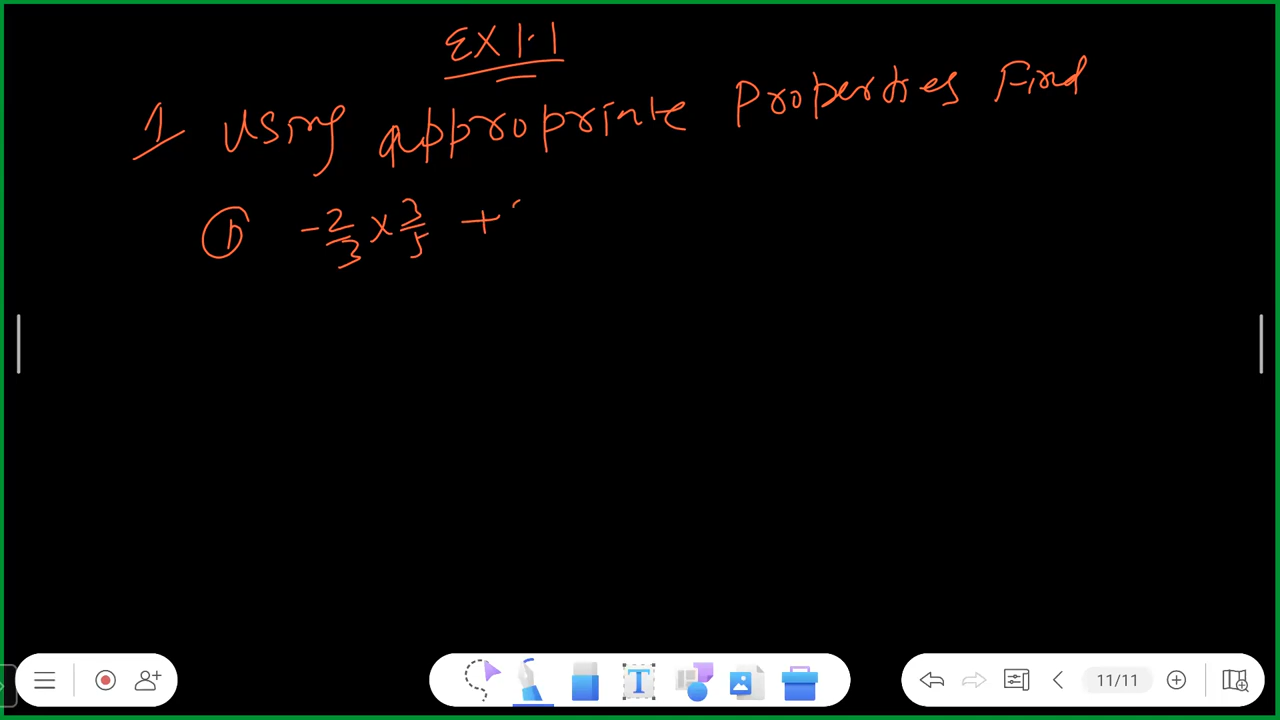 EX 1.1
1 Using appropriate Properties Find
① -2/3 × 3/5 +
T
11/11